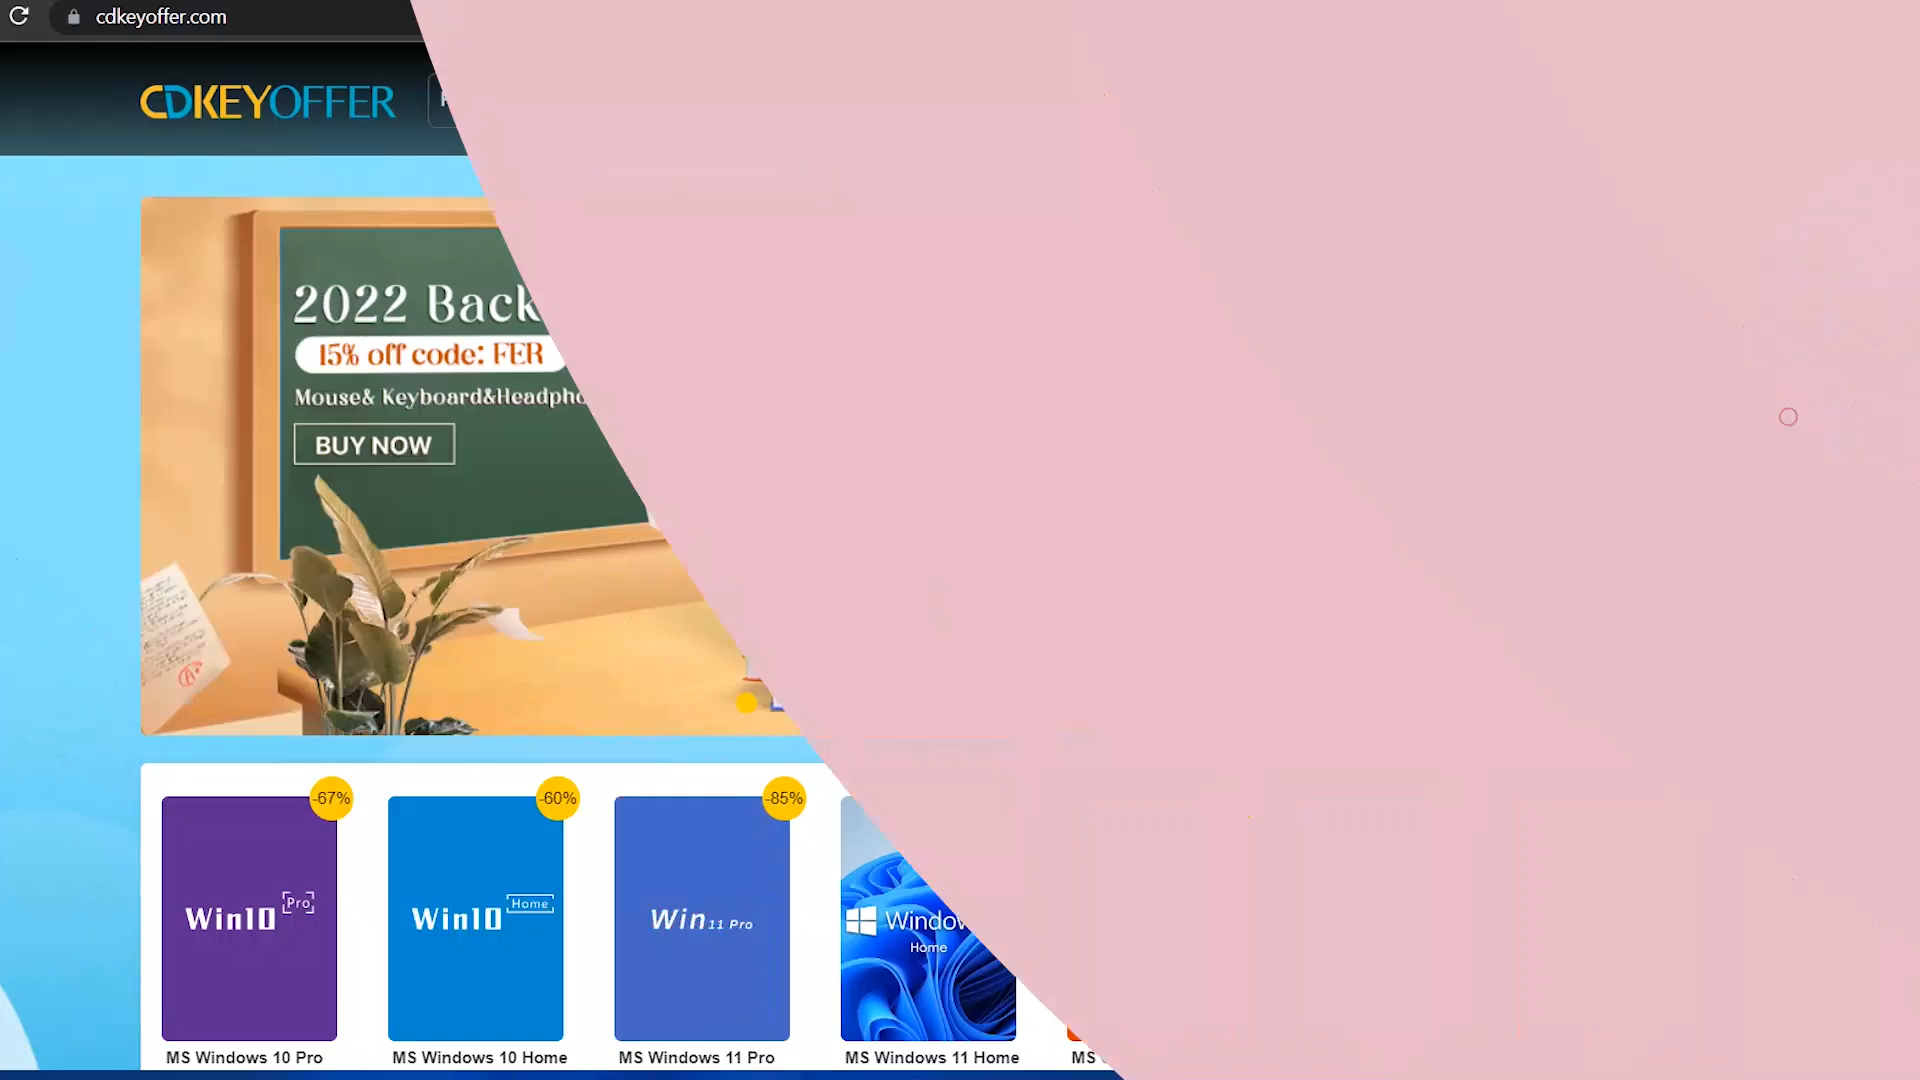 cdkeyoffer.com
CDKEYOFFER
2022 Back
15% off code: FER
Mouse& Keyboard&Headpho
BUY NOW
-67%
-60%
-85%
Win10 Pro
Win10 Home
Win 11 Pro
Window
Home
MS Windows 10 Pro
MS Windows 10 Home
MS Windows 11 Pro
MS Windows 11 Home
MS